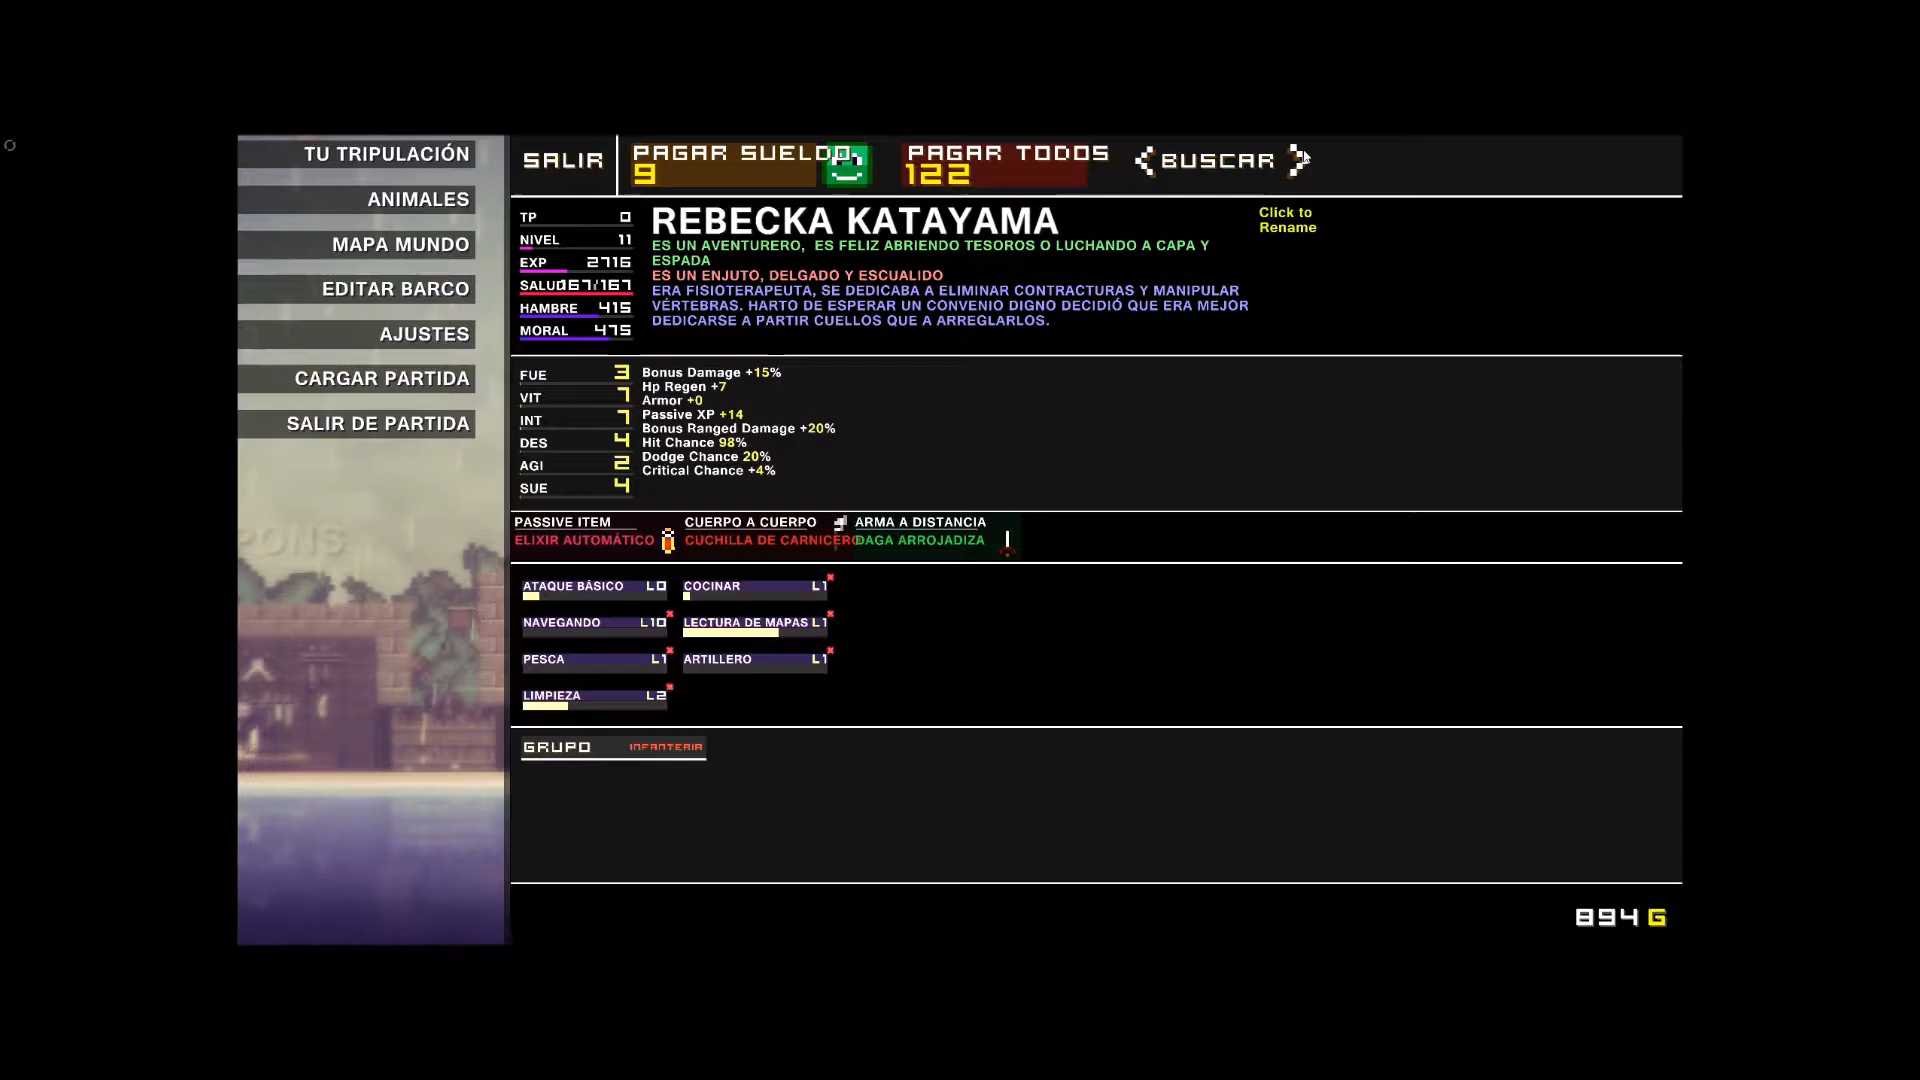 TU TRIPULACIÓN
ANIMALES
MAPA MUNDO
EDITAR BARCO
AJUSTES
CARGAR PARTIDA
SALIR DE PARTIDA
PONS
SALIR
PAGAR SUELDO
9
PAGAR TODOS
122
BUSCAR
TP 0
NIVEL 11
EXP 2716
SALUD 167/167
HAMBRE 415
MORAL 475
REBECKA KATAYAMA
Click to
Rename
ES UN AVENTURERO, ES FELIZ ABRIENDO TESOROS O LUCHANDO A CAPA Y
ESPADA
ES UN ENJUTO, DELGADO Y ESCUALIDO
ERA FISIOTERAPEUTA, SE DEDICABA A ELIMINAR CONTRACTURAS Y MANIPULAR
VÉRTEBRAS. HARTO DE ESPERAR UN CONVENIO DIGNO DECIDIÓ QUE ERA MEJOR
DEDICARSE A PARTIR CUELLOS QUE A ARREGLARLOS.
FUE 3
VIT 7
INT 7
DES 4
AGI 2
SUE 4
Bonus Damage +15%
Hp Regen +7
Armor +0
Passive XP +14
Bonus Ranged Damage +20%
Hit Chance 98%
Dodge Chance 20%
Critical Chance +4%
PASSIVE ITEM
ELIXIR AUTOMÁTICO
CUERPO A CUERPO
CUCHILLA DE CARNICERO
ARMA A DISTANCIA
DAGA ARROJADIZA
ATAQUE BÁSICO L0
COCINAR L1
NAVEGANDO L10
LECTURA DE MAPAS L1
PESCA L1
ARTILLERO L1
LIMPIEZA L2
GRUPO INFANTERIA
894 G